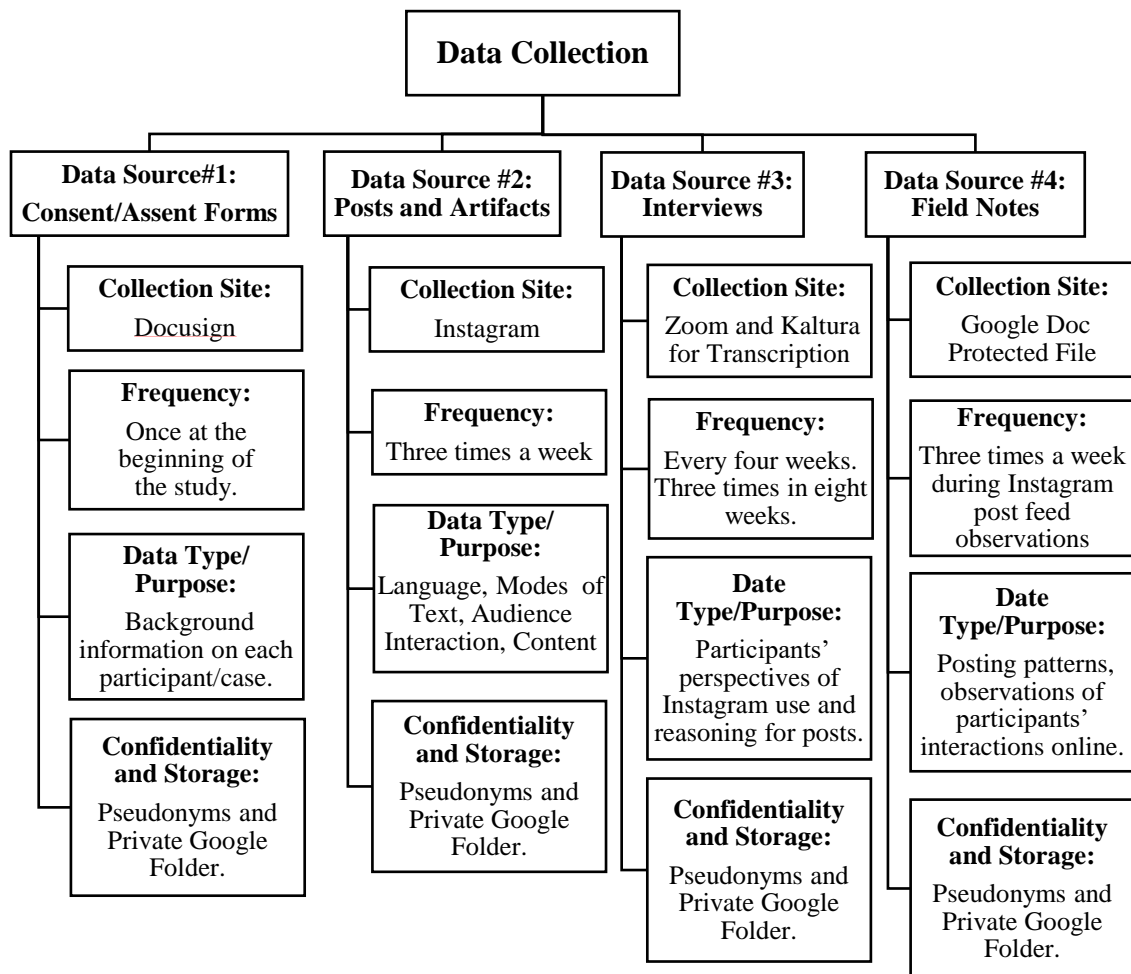 Data Collection
Data Source#1:
Consent/Assent Forms
Collection Site:
Docusign
Frequency:
Once at the
beginning of
the study.
Data Type/
Purpose:
Background
information on each
participant/case.
Confidentiality
and Storage:
Pseudonyms and
Private Google
Folder.
Data Source #2:
Posts and Artifacts
Collection Site:
Instagram
Frequency:
Three times a week
Data Type/
Purpose:
Language, Modes of
Text, Audience
Interaction, Content
Confidentiality
and Storage:
Pseudonyms and
Private Google
Folder.
Data Source #3:
Interviews
Collection Site:
Zoom and Kaltura
for Transcription
Frequency:
Every four weeks.
Three times in eight
weeks.
Date
Type/Purpose:
Participants’
perspectives of
Instagram use and
reasoning for posts.
Confidentiality
and Storage:
Pseudonyms and
Private Google
Folder.
Data Source #4:
Field Notes
Collection Site:
Google Doc
Protected File
Frequency:
Three times a week
during Instagram
post feed
observations
Date
Type/Purpose:
Posting patterns,
observations of
participants’
interactions online.
Confidentiality
and Storage:
Pseudonyms and
Private Google
Folder.